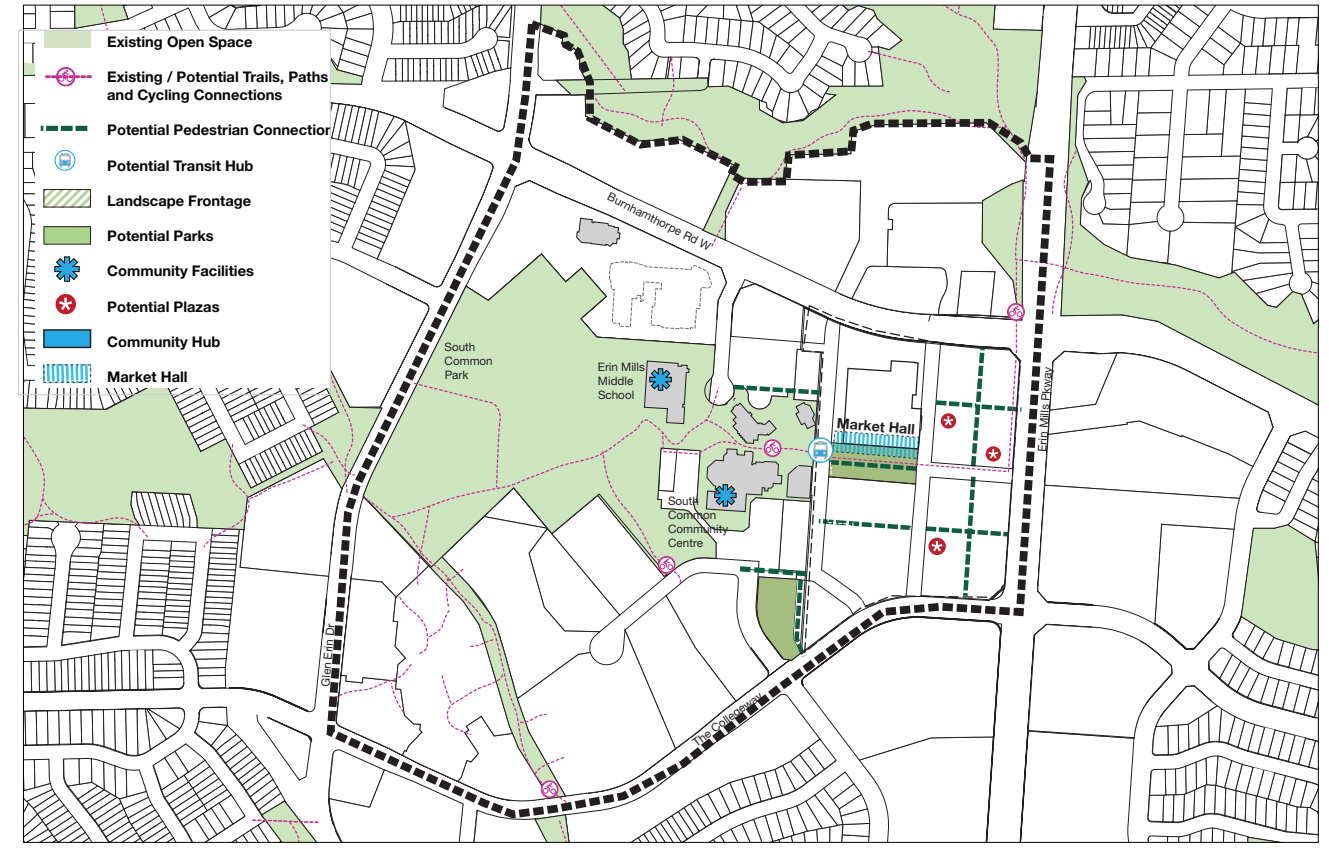 Existing Open Space
Existing / Potential Trails, Paths
and Cycling Connections
Potential Pedestrian Connection
Potential Transit Hub
Landscape Frontage
Potential Parks
Community Facilities
Potential Plazas
Community Hub
Market Hall
Burnhamthorpe Rd W
South
Common
Park
Erin Mills
Middle
School
Erin Mills Pkway
Market Hall
South
Common
Community
Centre
Glen Erin Dr
The Collegeway